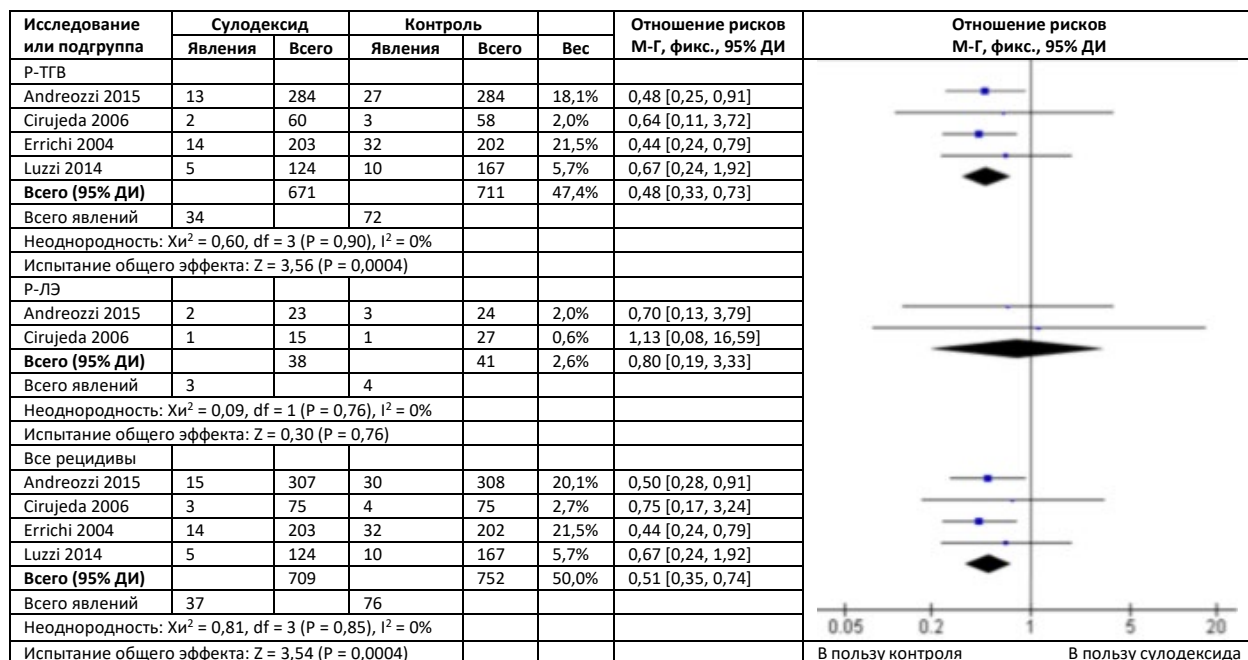 Исследование или подгруппа Сулодексид Контроль Вес Отношение рисков М-Г, фикс., 95% ДИ Отношение рисков М-Г, фикс., 95% ДИ
Явления Всего Явления Всего
Р-ТГВ
Andreozzi 2015 13 284 27 284 18,1% 0,48 [0,25, 0,91]
Cirujeda 2006 2 60 3 58 2,0% 0,64 [0,11, 3,72]
Errichi 2004 14 203 32 202 21,5% 0,44 [0,24, 0,79]
Luzzi 2014 5 124 10 167 5,7% 0,67 [0,24, 1,92]
Всего (95% ДИ) 671 711 47,4% 0,48 [0,33, 0,73]
Всего явлений 34 72
Неоднородность: Хи² = 0,60, df = 3 (P = 0,90), I² = 0%
Испытание общего эффекта: Z = 3,56 (P = 0,0004)
Р-ЛЭ
Andreozzi 2015 2 23 3 24 2,0% 0,70 [0,13, 3,79]
Cirujeda 2006 1 15 1 27 0,6% 1,13 [0,08, 16,59]
Всего (95% ДИ) 38 41 2,6% 0,80 [0,19, 3,33]
Всего явлений 3 4
Неоднородность: Хи² = 0,09, df = 1 (P = 0,76), I² = 0%
Испытание общего эффекта: Z = 0,30 (P = 0,76)
Все рецидивы
Andreozzi 2015 15 307 30 308 20,1% 0,50 [0,28, 0,91]
Cirujeda 2006 3 75 4 75 2,7% 0,75 [0,17, 3,24]
Errichi 2004 14 203 32 202 21,5% 0,44 [0,24, 0,79]
Luzzi 2014 5 124 10 167 5,7% 0,67 [0,24, 1,92]
Всего (95% ДИ) 709 752 50,0% 0,51 [0,35, 0,74]
Всего явлений 37 76
Неоднородность: Хи² = 0,81, df = 3 (P = 0,85), I² = 0%
0.05 0.2 1 5 20
Испытание общего эффекта: Z = 3,54 (P = 0,0004)
В пользу контроля В пользу сулодексида